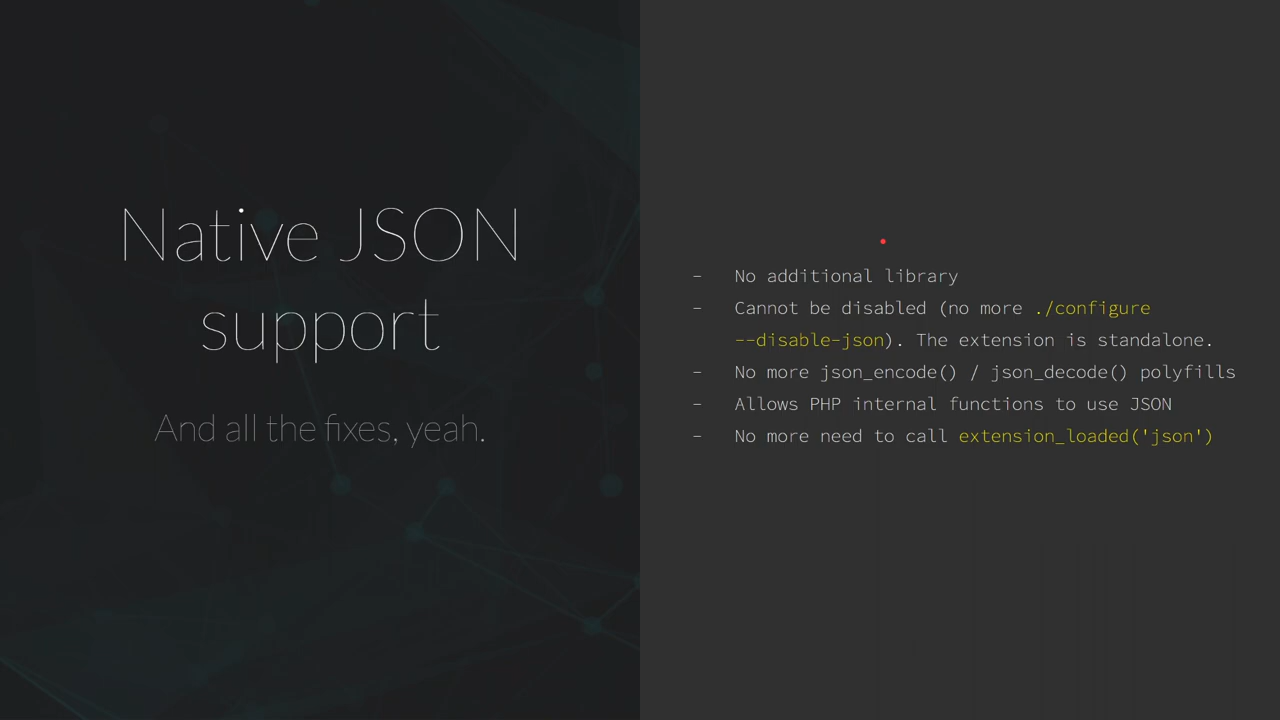 Native JSON
support
And all the fixes, yeah.
- No additional library
- Cannot be disabled (no more ./configure
--disable-json). The extension is standalone.
- No more json_encode() / json_decode() polyfills
- Allows PHP internal functions to use JSON
- No more need to call extension_loaded('json')